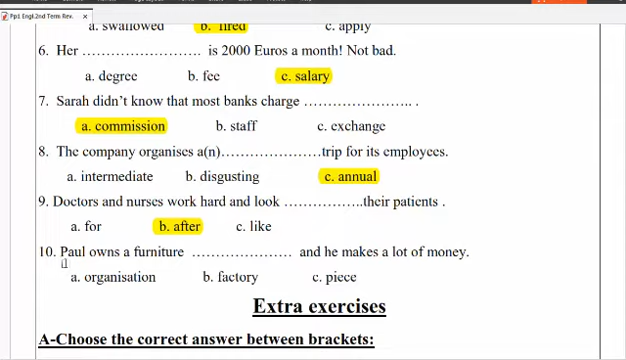 Pp1 Engl.2nd Term Rev.
a. swallowed b. fired c. apply
6. Her ........................ is 2000 Euros a month! Not bad.
a. degree b. fee c. salary
7. Sarah didn't know that most banks charge ...................... .
a. commission b. staff c. exchange
8. The company organises a(n)....................trip for its employees.
a. intermediate b. disgusting c. annual
9. Doctors and nurses work hard and look ................their patients .
a. for b. after c. like
10. Paul owns a furniture .................... and he makes a lot of money.
a. organisation b. factory c. piece
Extra exercises
A-Choose the correct answer between brackets: